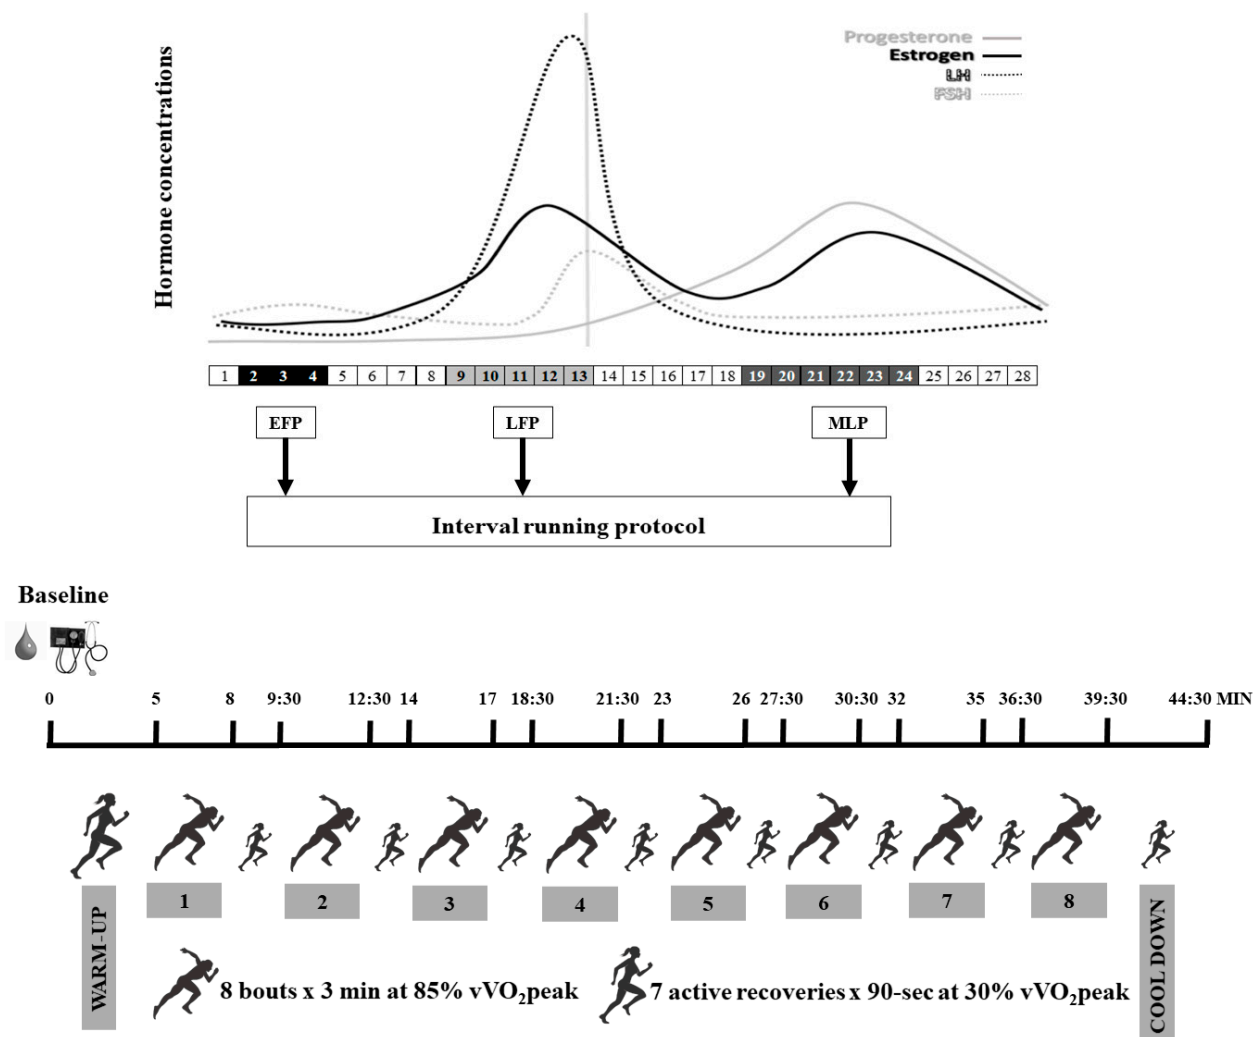 Hormone concentrations
Progesterone
Estrogen
LH
FSH
1 2 3 4 5 6 7 8 9 10 11 12 13 14 15 16 17 18 19 20 21 22 23 24 25 26 27 28
EFP LFP MLP
Interval running protocol
Baseline
0 5 8 9:30 12:30 14 17 18:30 21:30 23 26 27:30 30:30 32 35 36:30 39:30 44:30 MIN
WARM-UP
1 2 3 4 5 6 7 8
COOL DOWN
8 bouts x 3 min at 85% vVO₂peak
7 active recoveries x 90-sec at 30% vVO₂peak